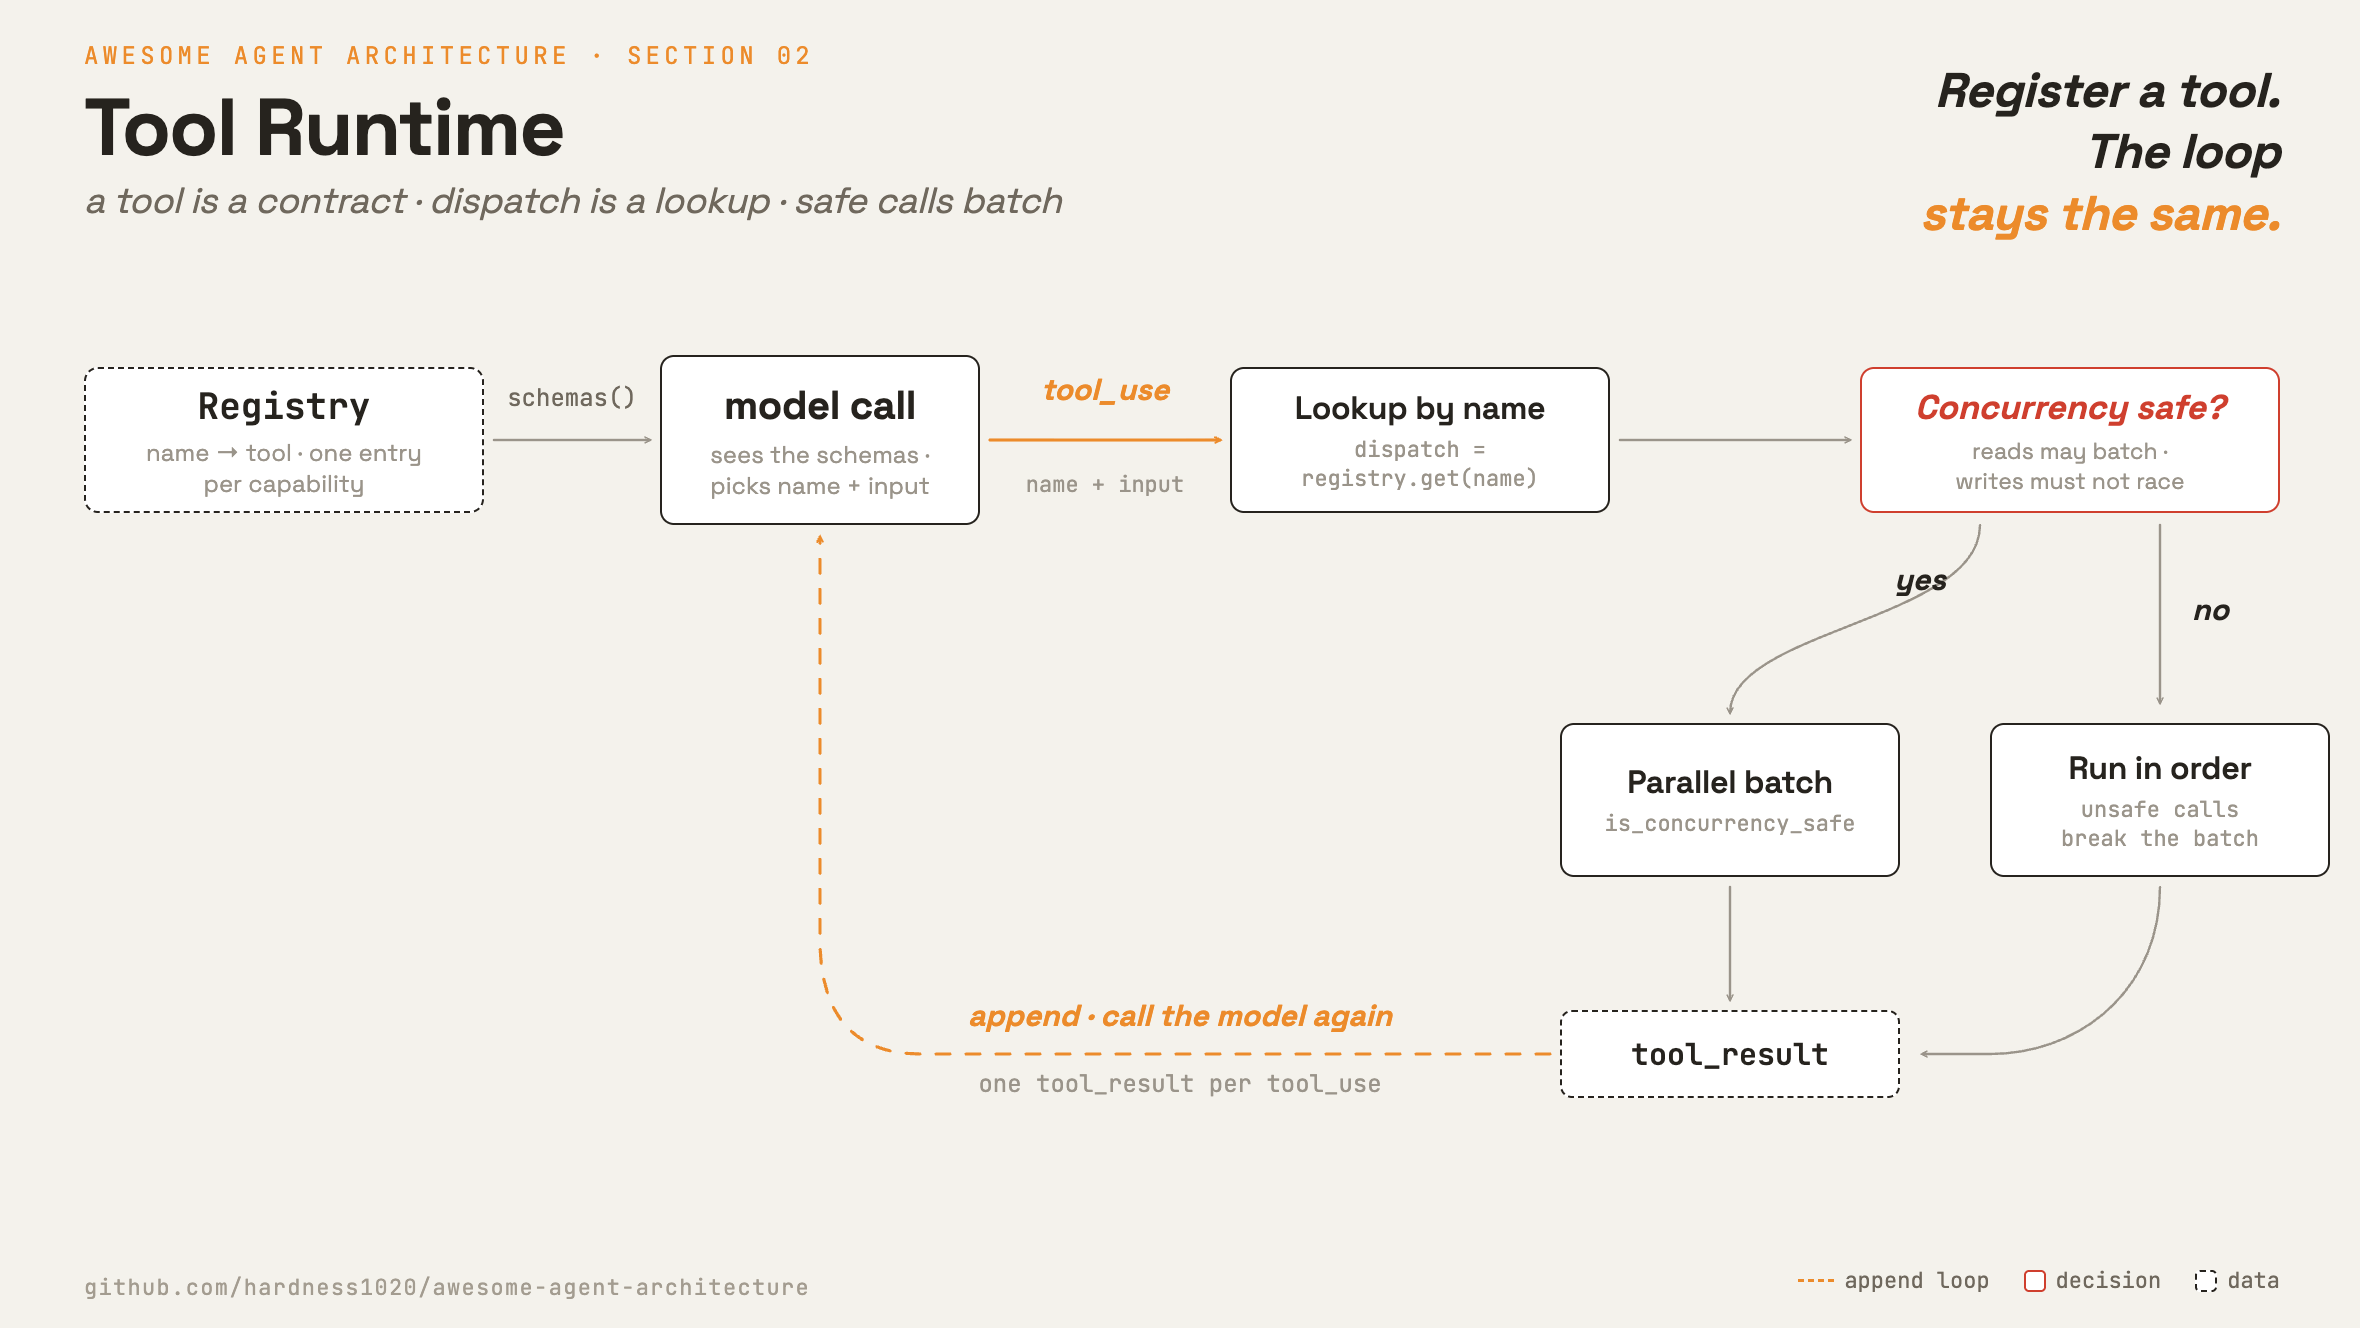 AWESOME AGENT ARCHITECTURE · SECTION 02
Tool Runtime
a tool is a contract · dispatch is a lookup · safe calls batch
Register a tool.
The loop
stays the same.
Registry
name → tool · one entry
per capability
schemas()
model call
sees the schemas ·
picks name + input
tool_use
name + input
Lookup by name
dispatch =
registry.get(name)
Concurrency safe?
reads may batch ·
writes must not race
yes
no
Parallel batch
is_concurrency_safe
Run in order
unsafe calls
break the batch
append · call the model again
one tool_result per tool_use
tool_result
github.com/hardness1020/awesome-agent-architecture
append loop
decision
data